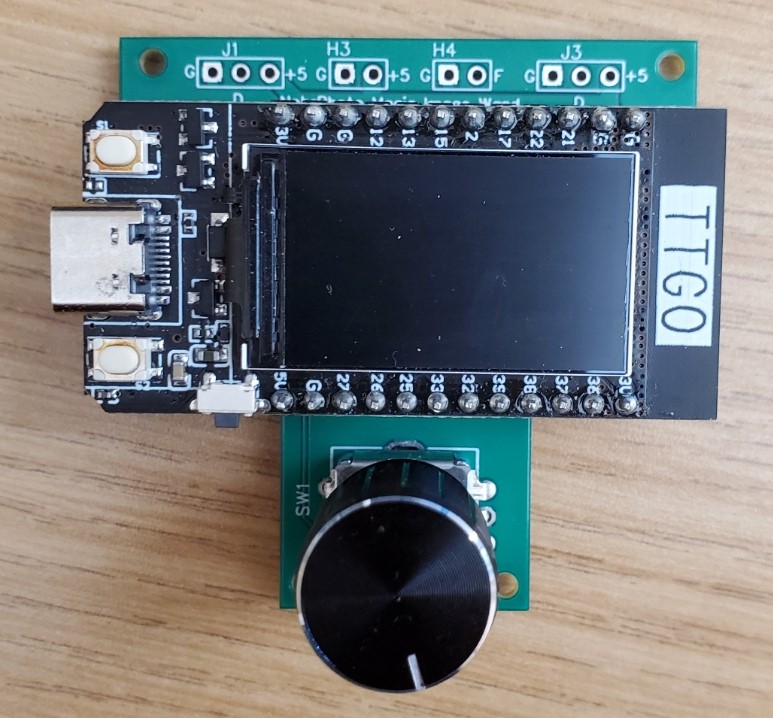 J1 H3 H4 J3
G +5 G +5 G F G +5
D D
3V G G 12 13 15 2 17 22 21 G G
S1
TTGO
5V G 27 26 25 33 32 39 38 37 36 3V
SW1